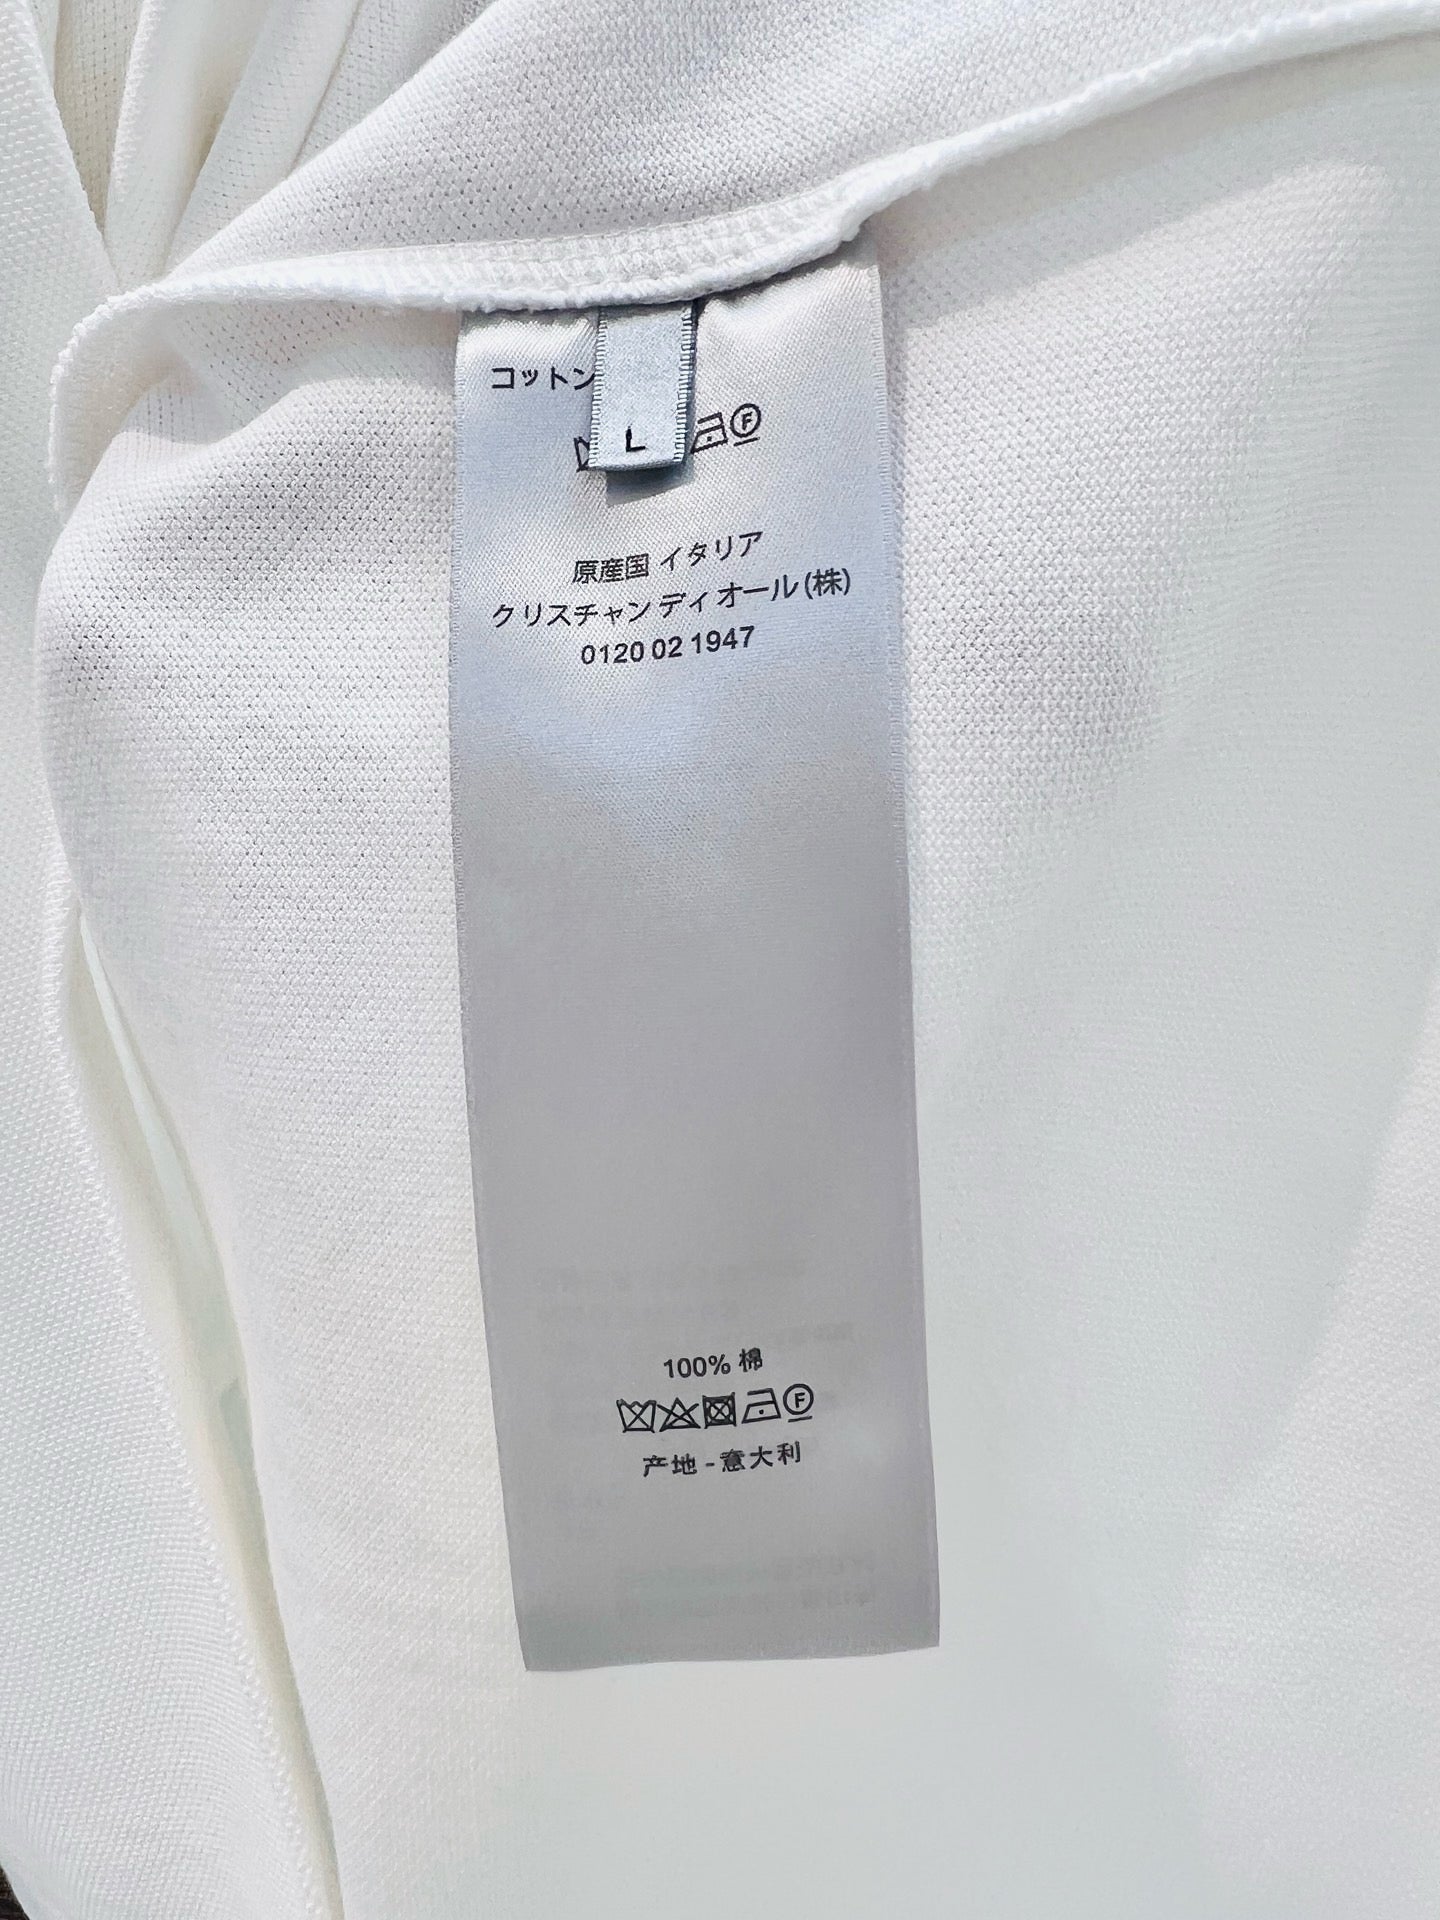 コットン
L
F
原産国 イタリア
クリスチャン ディオール (株)
0120 02 1947
100% 棉
F
产地 - 意大利